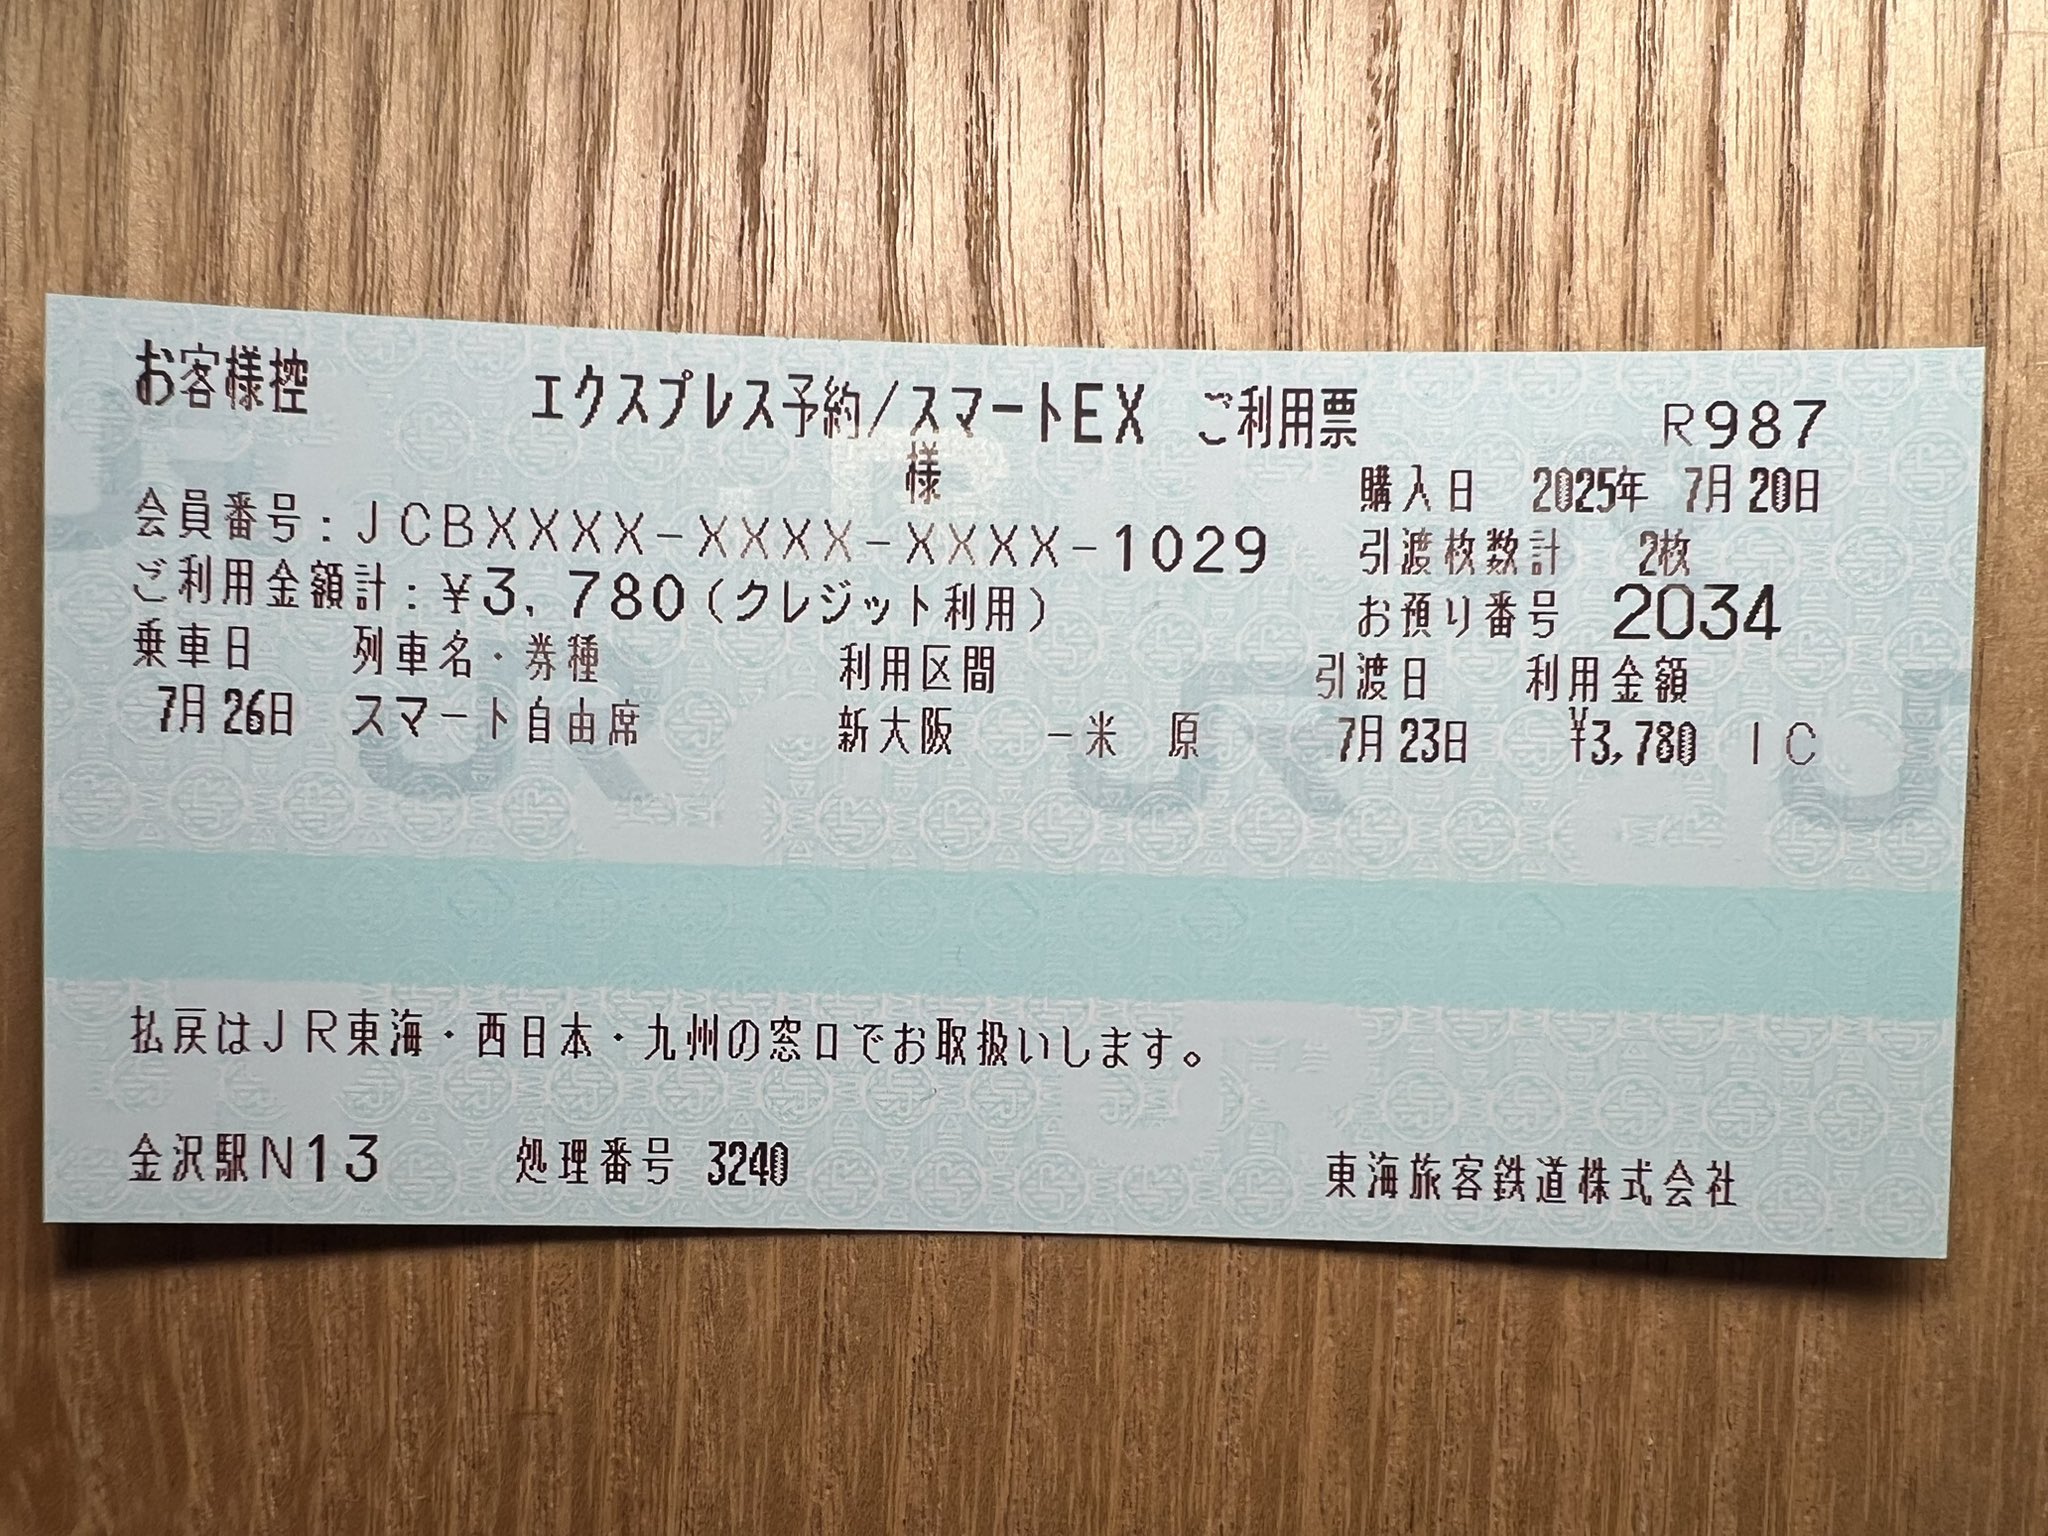 お客様控 エクスプレス予約/スマートEX ご利用票 R987
様
購入日 2025年 7月20日
会員番号:JCBXXXX-XXXX-XXXX-1029 引渡枚数計 2枚
ご利用金額計:¥3,780(クレジット利用) お預り番号 2034
乗車日 列車名・券種 利用区間 引渡日 利用金額
7月26日 スマート自由席 新大阪 -米 原 7月23日 ¥3,780 IC
払戻はJR東海・西日本・九州の窓口でお取扱いします。
金沢駅N13 処理番号 3240 東海旅客鉄道株式会社